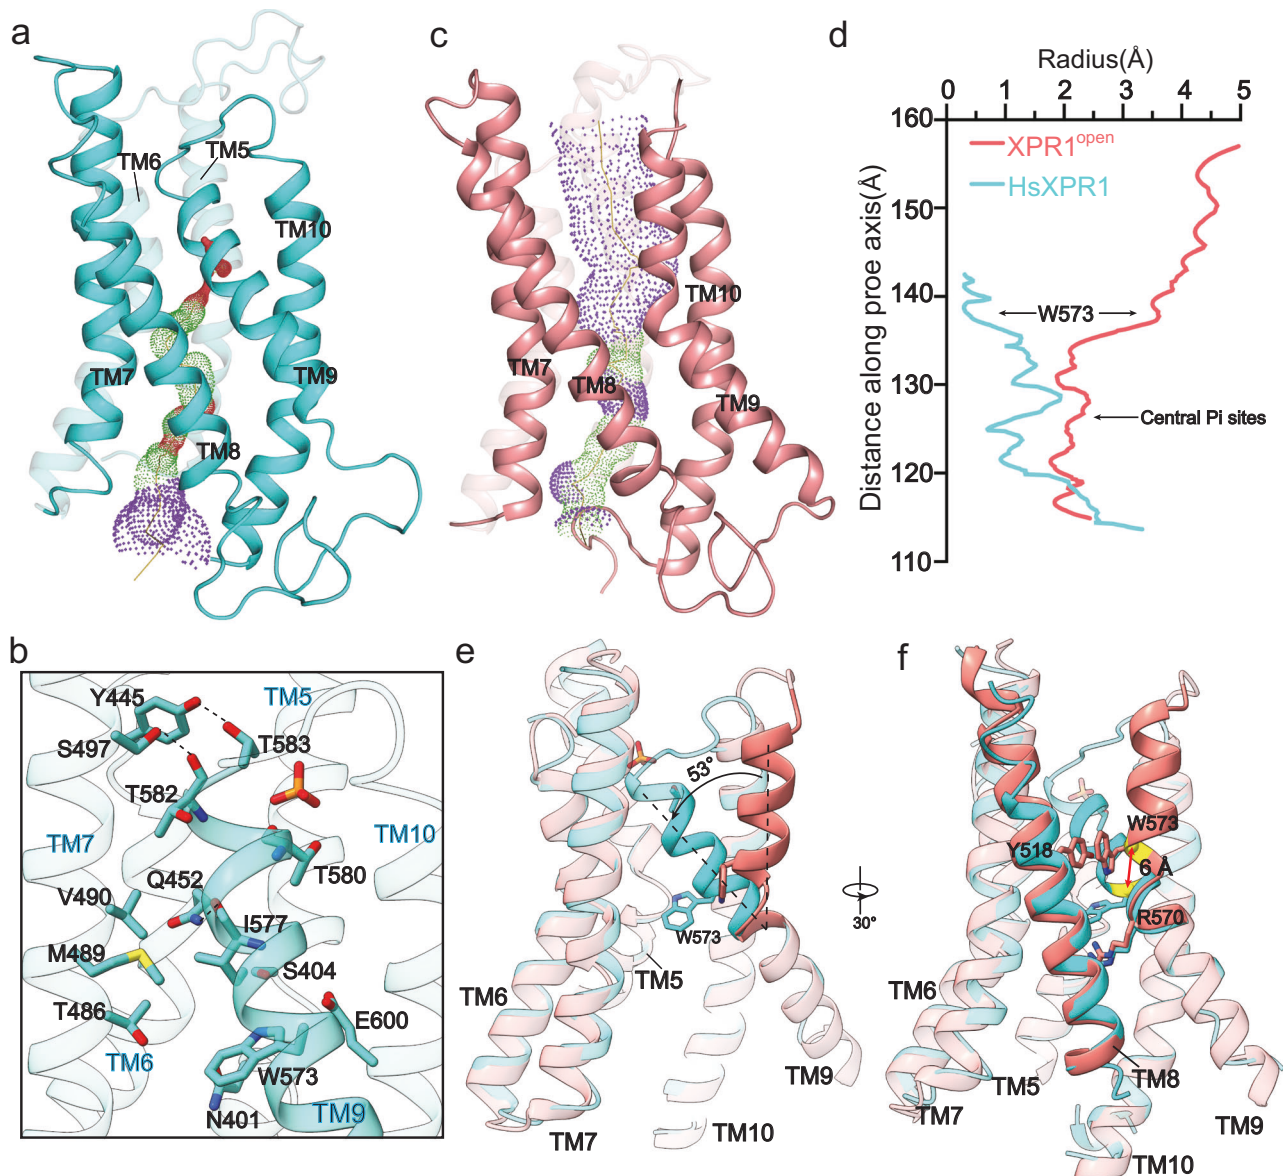 a
TM6
TM5
TM10
TM7
TM9
TM8
c
TM10
TM7
TM8
TM9
d
Radius(Å)
0 1 2 3 4 5
160
XPR1open
HsXPR1
150
140
W573
130
Central Pi sites
120
110
Distance along proe axis(Å)
b
Y445
TM5
S497
T583
T582
TM7
TM10
Q452
T580
V490
I577
M489
S404
T486
E600
TM6
W573
N401
TM9
e
53°
W573
TM5
TM6
TM9
TM7
TM10
30°
f
W573
Y518
6 Å
R570
TM6
TM5
TM8
TM7
TM9
TM10